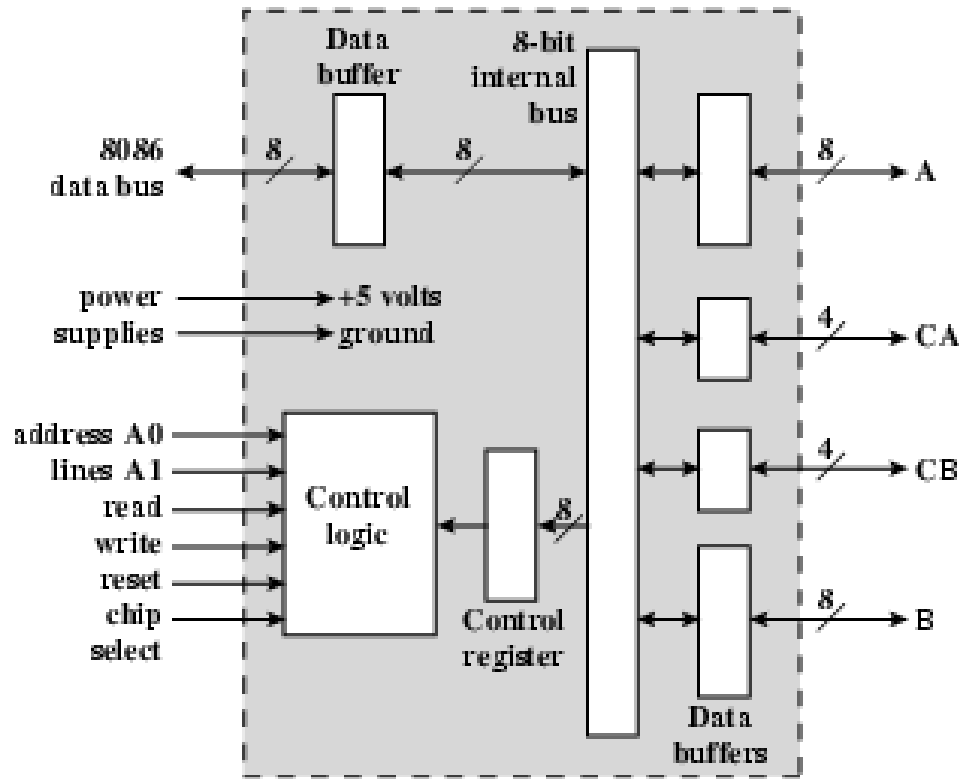 Data
buffer
8-bit
internal
bus
8086
data bus
8
8
8
A
power
supplies
+5 volts
ground
4
CA
address A0
lines A1
read
write
reset
chip
select
Control
logic
8
Control
register
4
CB
8
B
Data
buffers